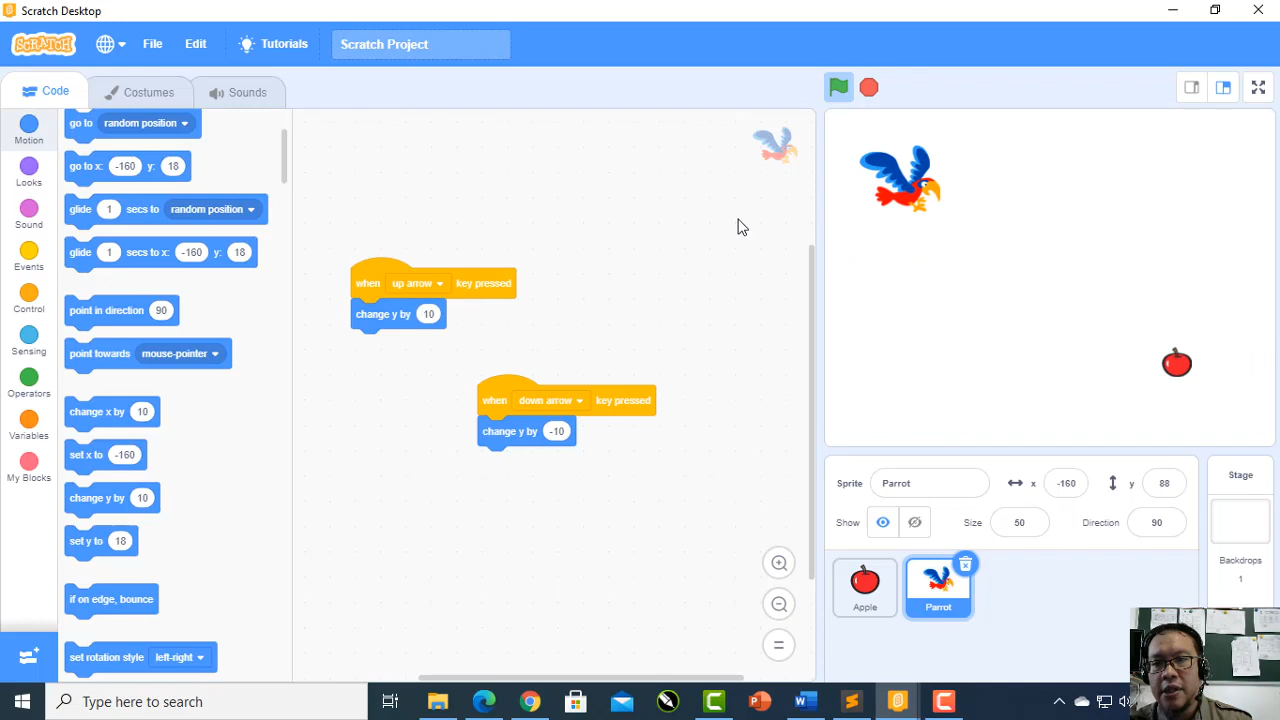 Scratch Desktop
SCRATCH
File
Edit
Tutorials
Scratch Project
Code
Costumes
Sounds
Motion
Looks
Sound
Events
Control
Sensing
Operators
Variables
My Blocks
go to random position
go to x: -160 y: 18
glide 1 secs to random position
glide 1 secs to x: -160 y: 18
point in direction 90
point towards mouse-pointer
change x by 10
set x to -160
change y by 10
set y to 18
if on edge, bounce
set rotation style left-right
when up arrow key pressed
change y by 10
when down arrow key pressed
change y by -10
Sprite Parrot x -160 y 88
Show Size 50 Direction 90
Apple
Parrot
Stage
Backdrops
1
Type here to search